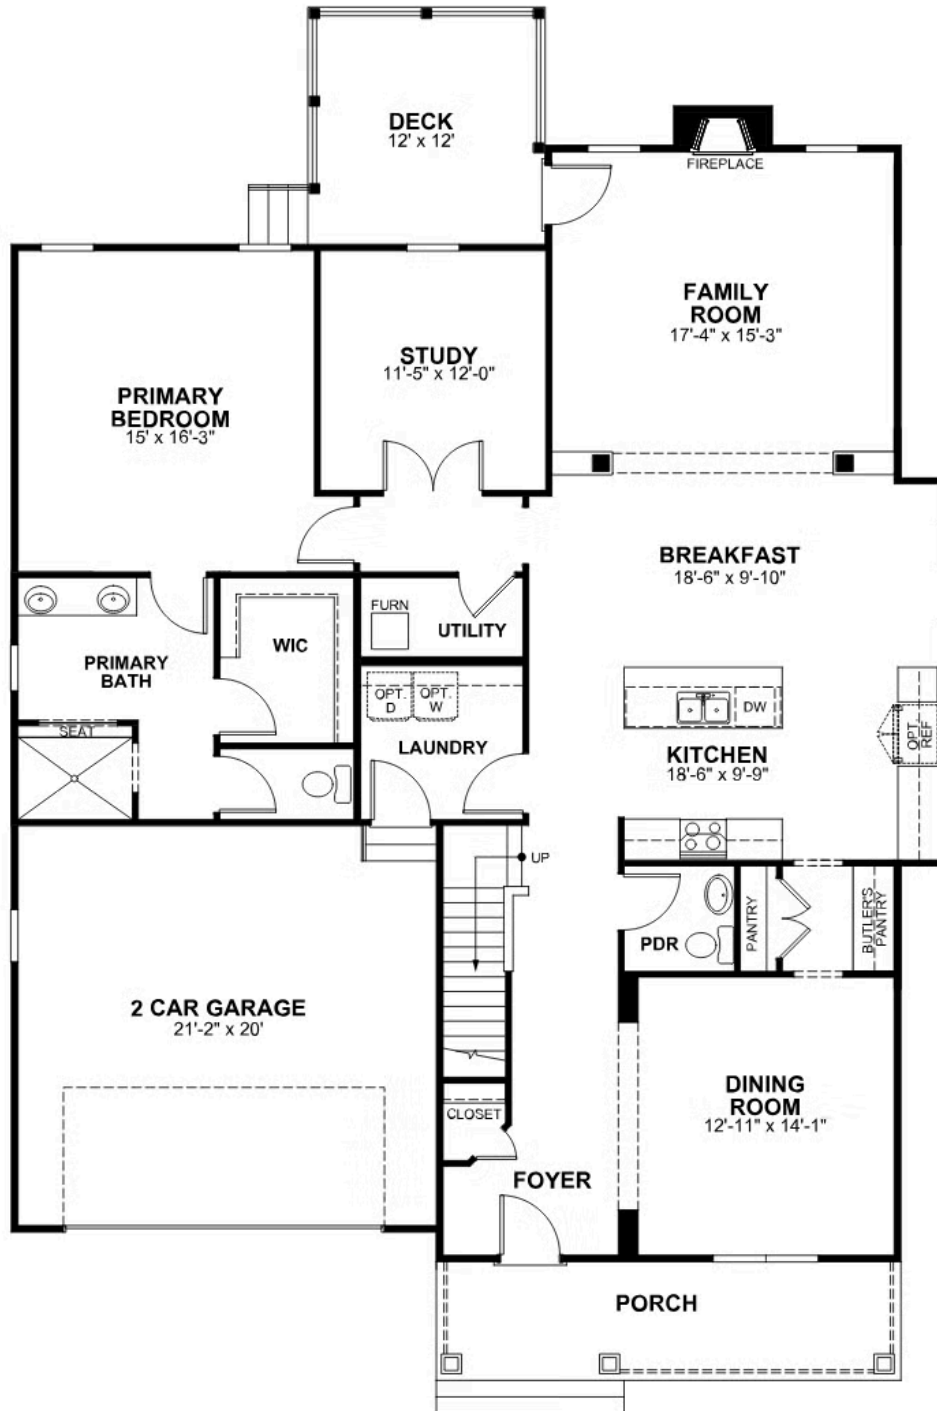 DECK
12' x 12'
FIREPLACE
FAMILY
ROOM
17'-4" x 15'-3"
STUDY
11'-5" x 12'-0"
PRIMARY
BEDROOM
15' x 16'-3"
BREAKFAST
18'-6" x 9'-10"
FURN
UTILITY
WIC
PRIMARY
BATH
SEAT
OPT.
D
OPT.
W
LAUNDRY
DW
KITCHEN
18'-6" x 9'-9"
OPT.
REF
UP
PDR
PANTRY
BUTLER'S
PANTRY
2 CAR GARAGE
21'-2" x 20'
DINING
ROOM
12'-11" x 14'-1"
CLOSET
FOYER
PORCH